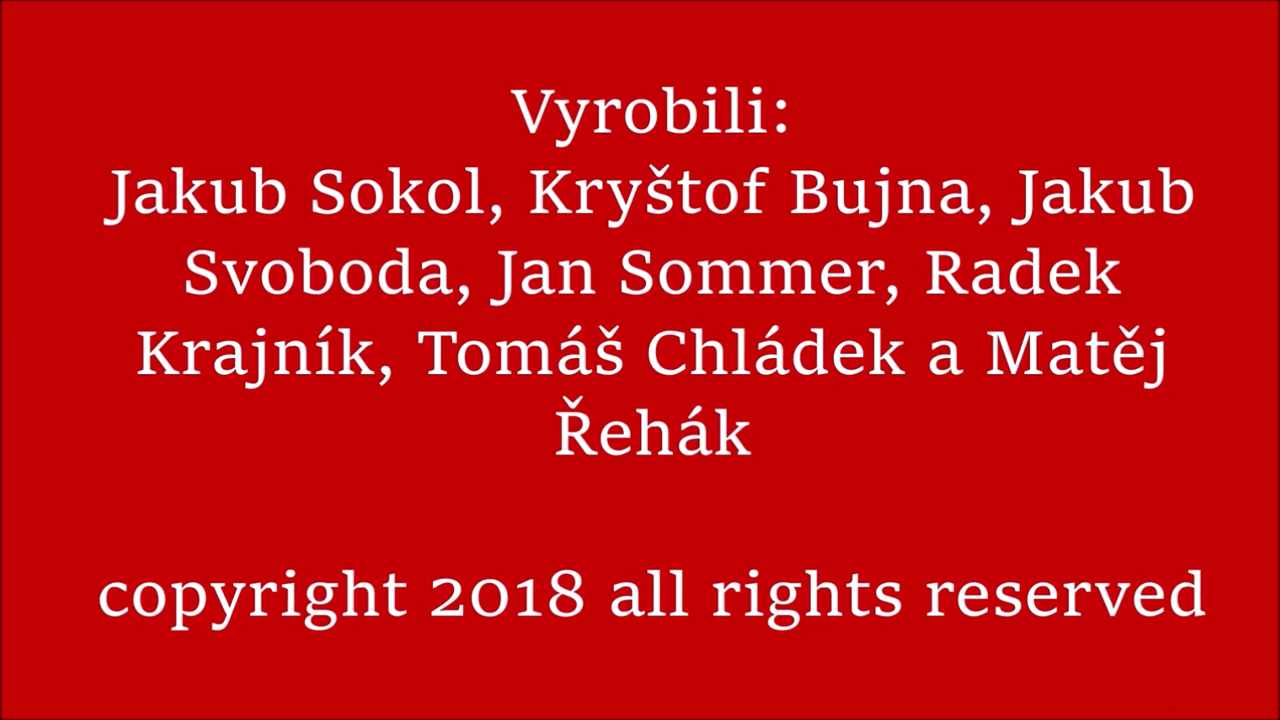 Vyrobili:
Jakub Sokol, Kryštof Bujna, Jakub
Svoboda, Jan Sommer, Radek
Krajník, Tomáš Chládek a Matěj
Řehák
copyright 2018 all rights reserved